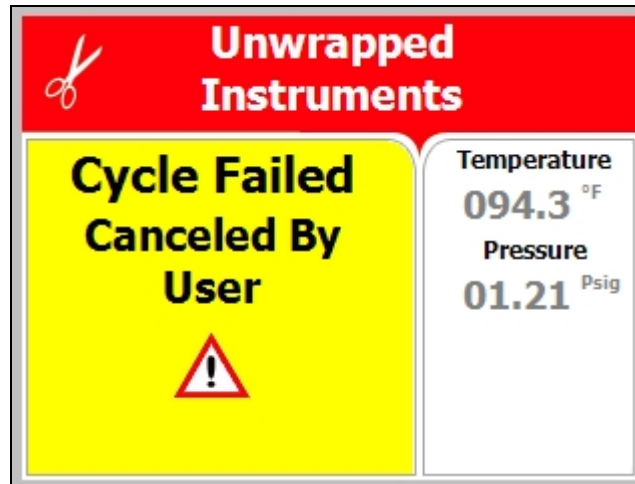 Unwrapped
Instruments
Cycle Failed
Canceled By
User
!
Temperature
094.3 °F
Pressure
01.21 Psig